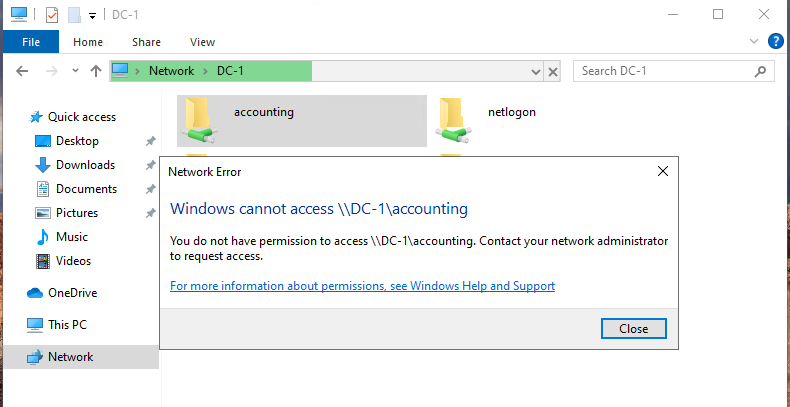 DC-1
File Home Share View
Network DC-1
Search DC-1
Quick access
Desktop
Downloads
Documents
Pictures
Music
Videos
OneDrive
This PC
Network
accounting
netlogon
Network Error
Windows cannot access \\DC-1\accounting
You do not have permission to access \\DC-1\accounting. Contact your network administrator
to request access.
For more information about permissions, see Windows Help and Support
Close